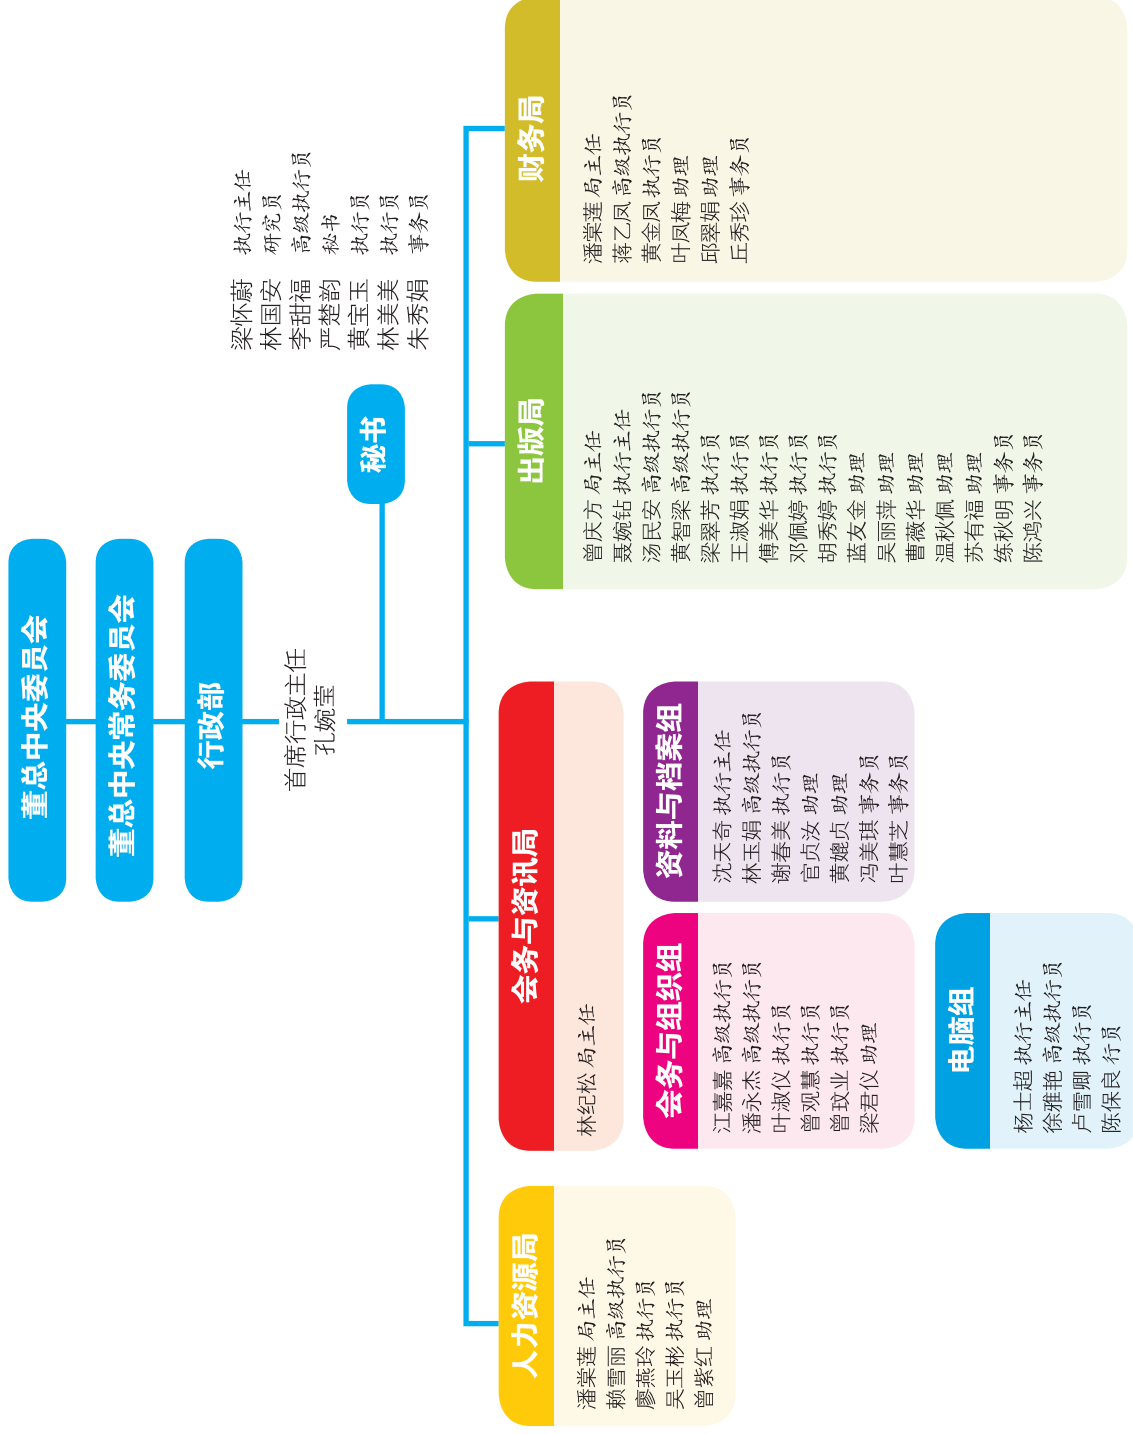 董总中央委员会
董总中央常务委员会
行政部
首席行政主任
孔婉莹
秘书
梁怀蔚 执行主任
林国安 研究员
李甜福 高级执行员
严楚韵 秘书
黄宝玉 执行员
林美美 执行员
朱秀娟 事务员
人力资源局
潘棠莲 局主任
赖雪丽 高级执行员
廖燕玲 执行员
吴玉彬 执行员
曾紫红 助理
会务与资讯局
林纪松 局主任
会务与组织组
江嘉嘉 高级执行员
潘永杰 高级执行员
叶淑仪 执行员
曾观慧 执行员
曾玟业 执行员
梁君仪 助理
资料与档案组
沈天奇 执行主任
林玉娟 高级执行员
谢春美 执行员
官贞汝 助理
黄媲贞 助理
冯美琪 事务员
叶慧芝 事务员
电脑组
杨士超 执行主任
徐雅艳 高级执行员
卢雪卿 执行员
陈保良 行员
出版局
曾庆方 局主任
聂婉钻 执行主任
汤民安 高级执行员
黄智梁 高级执行员
梁翠芳 执行员
王淑娟 执行员
傅美华 执行员
邓佩婷 执行员
胡秀婷 执行员
蓝友金 助理
吴丽萍 助理
曹薇华 助理
温秋佩 助理
苏有福 助理
练秋明 事务员
陈鸿兴 事务员
财务局
潘棠莲 局主任
蒋乙凤 高级执行员
黄金凤 执行员
叶凤梅 助理
邱翠娟 助理
丘秀珍 事务员